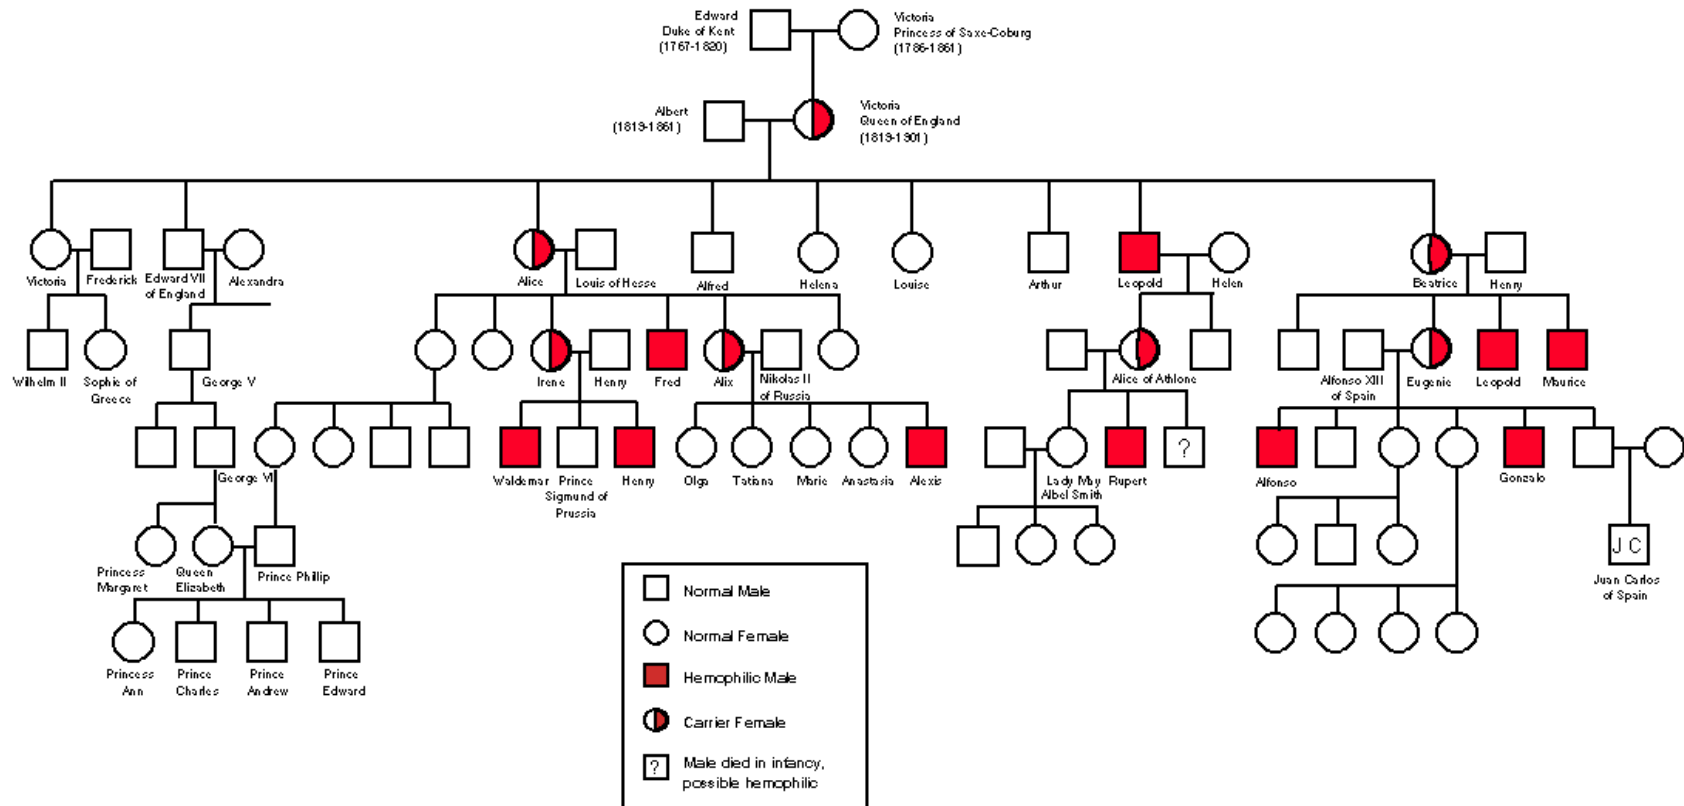 Edward
Duke of Kent
(1767-1820)
Victoria
Princess of Saxe-Coburg
(1786-1861)
Albert
(1819-1861)
Victoria
Queen of England
(1819-1901)
Victoria
Frederick
Edward VII
of England
Alexandra
Alice
Louis of Hesse
Alfred
Helena
Louise
Arthur
Leopold
Helen
Beatrice
Henry
Wilhelm II
Sophie of
Greece
George V
Irene
Henry
Fred
Alix
Nikolas II
of Russia
Alice of Athlone
Alfonso XIII
of Spain
Eugenie
Leopold
Maurice
George VI
Waldemar
Prince
Sigmund of
Prussia
Henry
Olga
Tatiana
Marie
Anastasia
Alexis
Lady May
Abel Smith
Rupert
?
Alfonso
Gonzalo
Princess
Margaret
Queen
Elizabeth
Prince Phillip
J C
Juan Carlos
of Spain
Princess
Ann
Prince
Charles
Prince
Andrew
Prince
Edward
Normal Male
Normal Female
Hemophilic Male
Carrier Female
?
Male died in infancy,
possible hemophilic